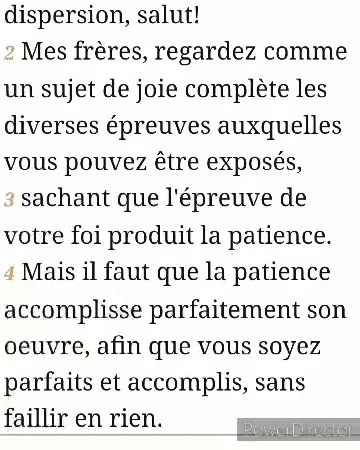 dispersion, salut!
2 Mes frères, regardez comme
un sujet de joie complète les
diverses épreuves auxquelles
vous pouvez être exposés,
3 sachant que l'épreuve de
votre foi produit la patience.
4 Mais il faut que la patience
accomplisse parfaitement son
oeuvre, afin que vous soyez
parfaits et accomplis, sans
faillir en rien.
PowerDirector